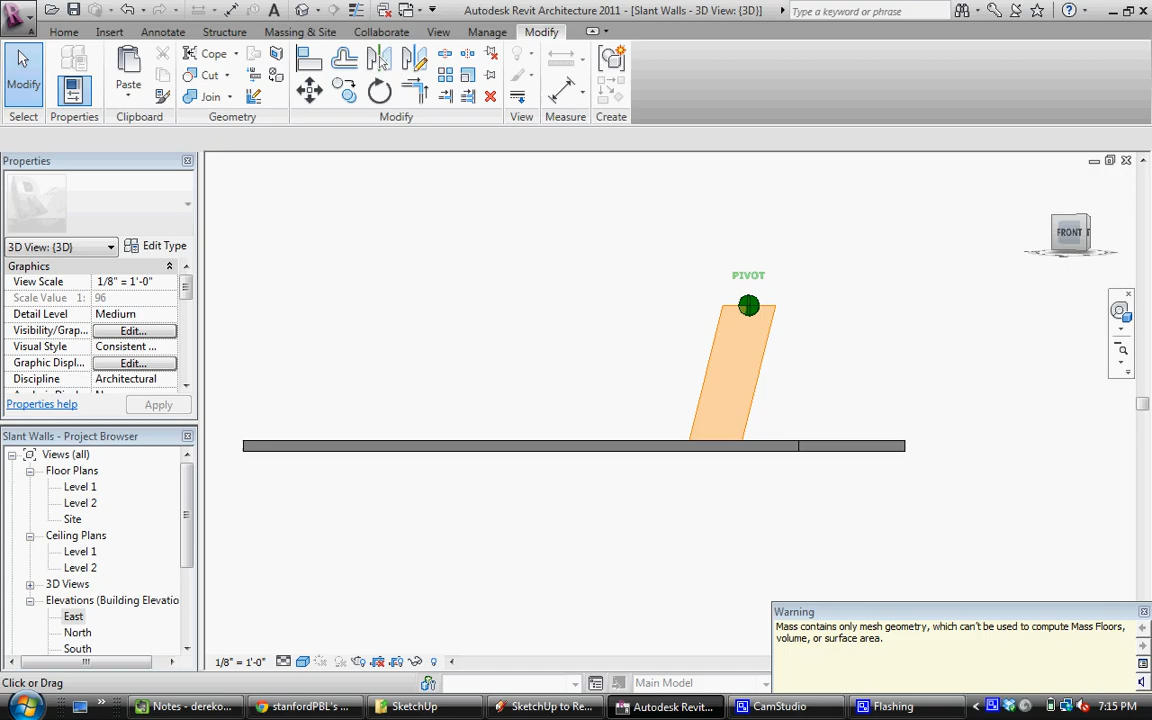 Autodesk Revit Architecture 2011 - [Slant Walls - 3D View: {3D}]
Type a keyword or phrase
Home Insert Annotate Structure Massing & Site Collaborate View Manage Modify
Modify
Paste
Cope
Cut
Join
Select Properties Clipboard Geometry Modify View Measure Create
Properties
3D View: {3D}
Edit Type
Graphics
View Scale 1/8" = 1'-0"
Scale Value 1: 96
Detail Level Medium
Visibility/Grap... Edit...
Visual Style Consistent ...
Graphic Displ... Edit...
Discipline Architectural
Properties help Apply
Slant Walls - Project Browser
Views (all)
Floor Plans
Level 1
Level 2
Site
Ceiling Plans
Level 1
Level 2
3D Views
Elevations (Building Elevatio
East
North
South
FRONT
PIVOT
Warning
Mass contains only mesh geometry, which can't be used to compute Mass Floors,
volume, or surface area.
1/8" = 1'-0"
Click or Drag
Main Model
Notes - dereko...
stanfordPBL's ...
SketchUp
SketchUp to Re...
Autodesk Revit...
CamStudio
Flashing
7:15 PM